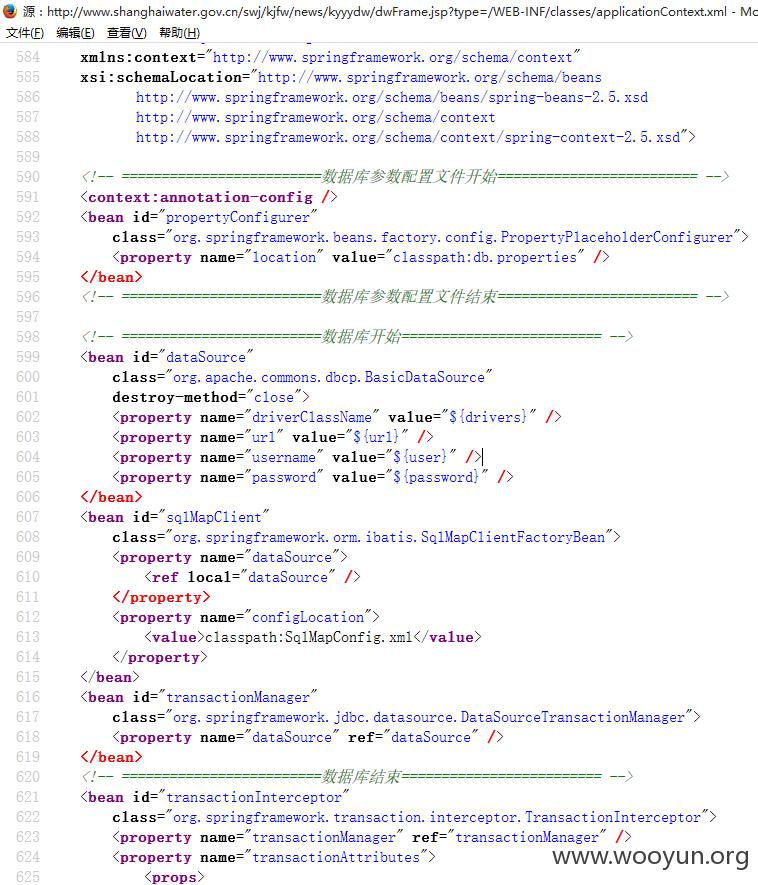 源：http://www.shanghaiwater.gov.cn/swj/kjfw/news/kyyydw/dwFrame.jsp?type=/WEB-INF/classes/applicationContext.xml - Mo
文件(F) 编辑(E) 查看(V) 帮助(H)
584 xmlns:context="http://www.springframework.org/schema/context"
585 xsi:schemaLocation="http://www.springframework.org/schema/beans
586 http://www.springframework.org/schema/beans/spring-beans-2.5.xsd
587 http://www.springframework.org/schema/context
588 http://www.springframework.org/schema/context/spring-context-2.5.xsd">
589
590 <!-- =========================数据库参数配置文件开始========================= -->
591 <context:annotation-config />
592 <bean id="propertyConfigurer"
593 class="org.springframework.beans.factory.config.PropertyPlaceholderConfigurer">
594 <property name="location" value="classpath:db.properties" />
595 </bean>
596 <!-- =========================数据库参数配置文件结束========================= -->
597
598 <!-- =========================数据库开始========================= -->
599 <bean id="dataSource"
600 class="org.apache.commons.dbcp.BasicDataSource"
601 destroy-method="close">
602 <property name="driverClassName" value="${drivers}" />
603 <property name="url" value="${url}" />
604 <property name="username" value="${user}" />
605 <property name="password" value="${password}" />
606 </bean>
607 <bean id="sqlMapClient"
608 class="org.springframework.orm.ibatis.SqlMapClientFactoryBean">
609 <property name="dataSource">
610 <ref local="dataSource" />
611 </property>
612 <property name="configLocation">
613 <value>classpath:SqlMapConfig.xml</value>
614 </property>
615 </bean>
616 <bean id="transactionManager"
617 class="org.springframework.jdbc.datasource.DataSourceTransactionManager">
618 <property name="dataSource" ref="dataSource" />
619 </bean>
620 <!-- =========================数据库结束========================= -->
621 <bean id="transactionInterceptor"
622 class="org.springframework.transaction.interceptor.TransactionInterceptor">
623 <property name="transactionManager" ref="transactionManager" />
624 <property name="transactionAttributes">
625 <props>
www.wooyun.org